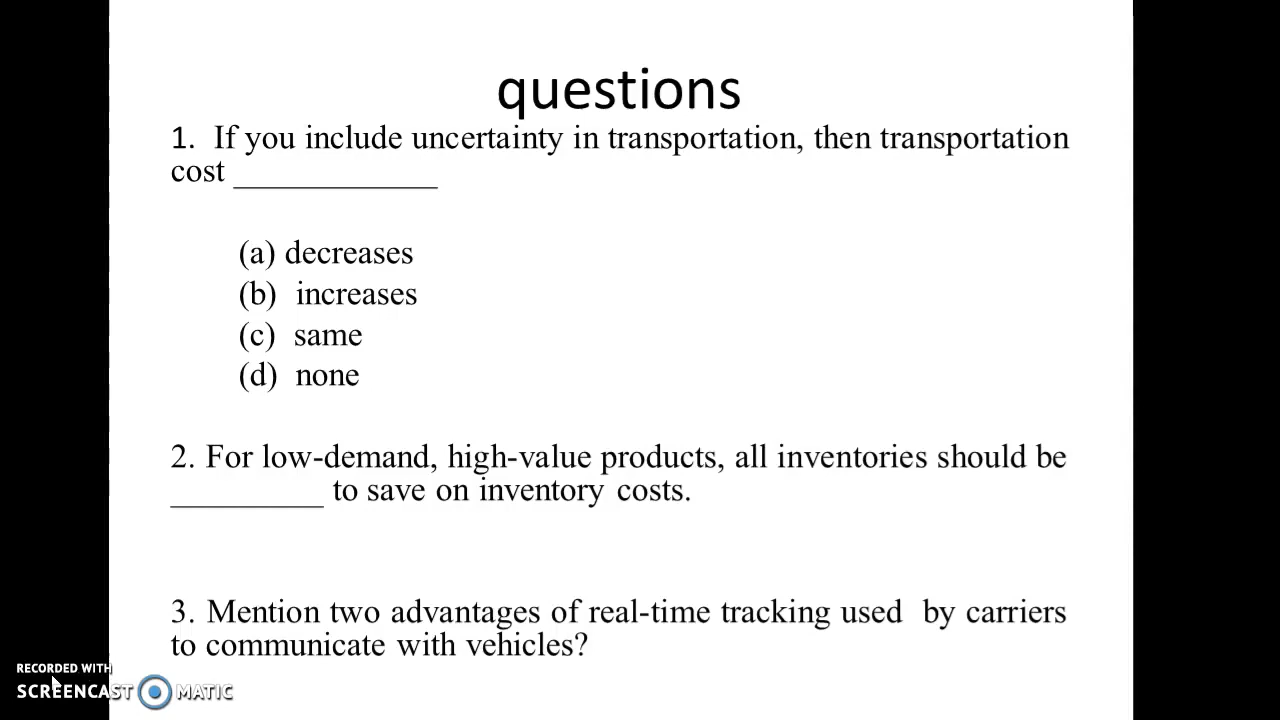 questions
1. If you include uncertainty in transportation, then transportation
cost ____________
(a) decreases
(b) increases
(c) same
(d) none
2. For low-demand, high-value products, all inventories should be
_________ to save on inventory costs.
3. Mention two advantages of real-time tracking used by carriers
to communicate with vehicles?
RECORDED WITH
SCREENCAST MATIC